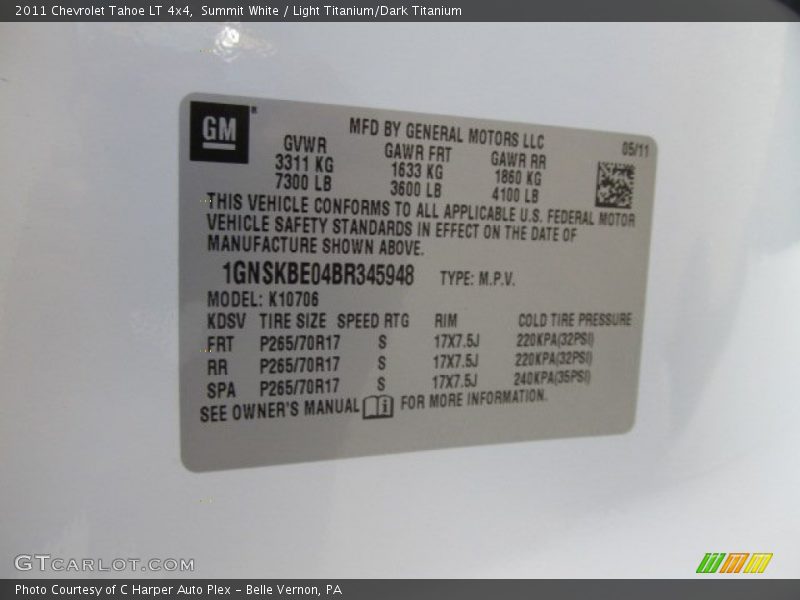 2011 Chevrolet Tahoe LT 4x4, Summit White / Light Titanium/Dark Titanium
GM
MFD BY GENERAL MOTORS LLC
05/11
GVWR GAWR FRT GAWR RR
3311 KG 1633 KG 1860 KG
7300 LB 3600 LB 4100 LB
THIS VEHICLE CONFORMS TO ALL APPLICABLE U.S. FEDERAL MOTOR
VEHICLE SAFETY STANDARDS IN EFFECT ON THE DATE OF
MANUFACTURE SHOWN ABOVE.
1GNSKBE04BR345948 TYPE: M.P.V.
MODEL: K10706
KDSV TIRE SIZE SPEED RTG RIM COLD TIRE PRESSURE
FRT P265/70R17 S 17X7.5J 220KPA(32PSI)
RR P265/70R17 S 17X7.5J 220KPA(32PSI)
SPA P265/70R17 S 17X7.5J 240KPA(35PSI)
SEE OWNER'S MANUAL FOR MORE INFORMATION.
GTCARLOT.COM
Photo Courtesy of C Harper Auto Plex - Belle Vernon, PA